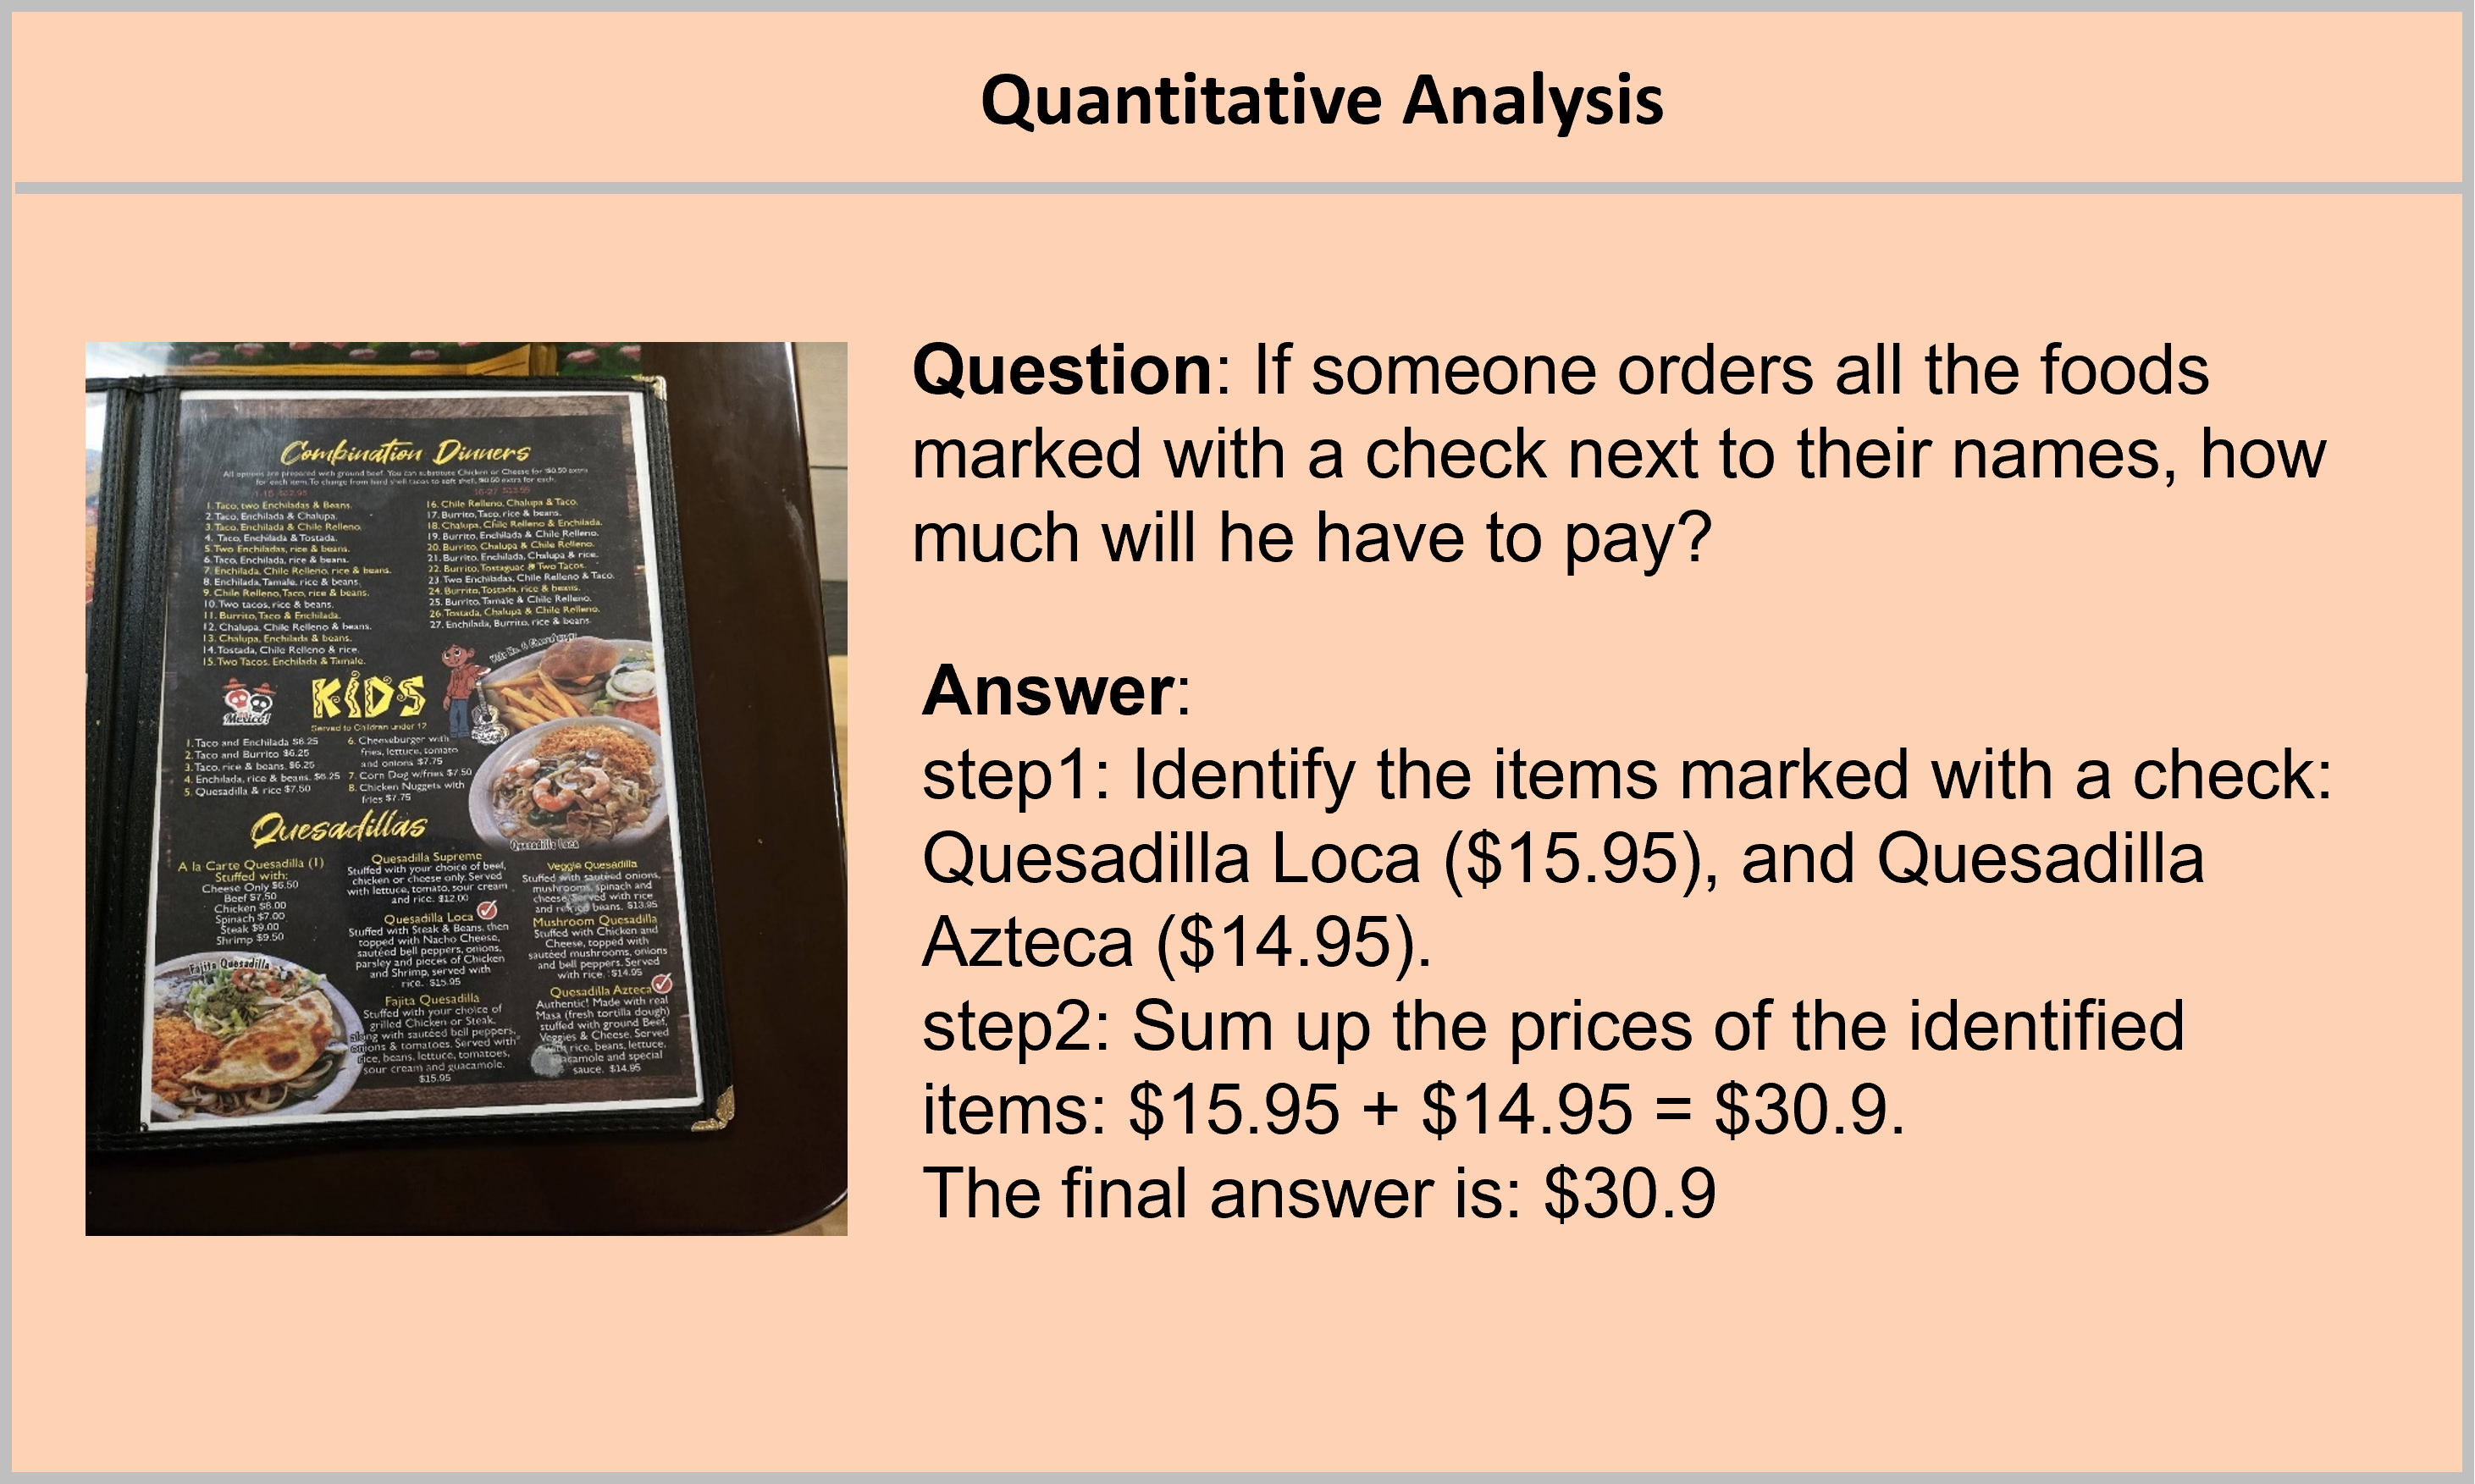 Quantitative Analysis
Combination Dinners
All options are prepared with ground beef. You can substitute Chicken or Cheese for $0.50 extra
for each item. To change from hard shell tacos to soft shell, $0.50 extra for each.
1-15 $12.95
16-27 $13.95
1. Taco, two Enchiladas & Beans.
2. Taco, Enchilada & Chalupa.
3. Taco, Enchilada & Chile Relleno.
4. Taco, Enchilada & Tostada.
5. Two Enchiladas, rice & beans.
6. Taco, Enchilada, rice & beans.
7. Enchilada, Chile Relleno, rice & beans.
8. Enchilada, Tamale, rice & beans.
9. Chile Relleno, Taco, rice & beans.
10. Two tacos, rice & beans.
11. Burrito, Taco & Enchilada.
12. Chalupa, Chile Relleno & beans.
13. Chalupa, Enchilada & beans.
14. Tostada, Chile Relleno & rice.
15. Two Tacos, Enchilada & Tamale.
16. Chile Relleno, Chalupa & Taco.
17. Burrito, Taco, rice & beans.
18. Chalupa, Chile Relleno & Enchilada.
19. Burrito, Enchilada & Chile Relleno.
20. Burrito, Chalupa & Chile Relleno.
21. Burrito, Enchilada, Chalupa & rice.
22. Burrito, Tostaguac & Two Tacos.
23. Two Enchiladas, Chile Relleno & Taco.
24. Burrito, Tostada, rice & beans.
25. Burrito, Tamale & Chile Relleno.
26. Tostada, Chalupa & Chile Relleno.
27. Enchilada, Burrito, rice & beans
Mexico!
KIDS
Served to Children under 12
1. Taco and Enchilada $6.25
2. Taco and Burrito $6.25
3. Taco, rice & beans. $6.25
4. Enchilada, rice & beans. $6.25
5. Quesadilla & rice $7.50
6. Cheeseburger with
fries, lettuce, tomato
and onions $7.75
7. Corn Dog w/fries $7.50
8. Chicken Nuggets with
fries $7.75
Quesadilla Loca
Quesadillas
A la Carte Quesadilla (1)
Stuffed with:
Cheese Only $6.50
Beef $7.50
Chicken $8.00
Spinach $7.00
Steak $9.00
Shrimp $9.50
Fajita Quesadilla
Quesadilla Supreme
Stuffed with your choice of beef,
chicken or cheese only. Served
with lettuce, tomato, sour cream
and rice. $12.00
Quesadilla Loca
Stuffed with Steak & Beans, then
topped with Nacho Cheese,
sautéed bell peppers, onions,
parsley and pieces of Chicken
and Shrimp, served with
rice. $15.95
Fajita Quesadilla
Stuffed with your choice of
grilled Chicken or Steak,
along with sautéed bell peppers,
onions & tomatoes. Served with
rice, beans, lettuce, tomatoes,
sour cream and guacamole.
$15.95
Veggie Quesadilla
Stuffed with sautéed onions,
mushrooms, spinach and
cheese. Served with rice
and refried beans. $13.95
Mushroom Quesadilla
Stuffed with Chicken and
Cheese, topped with
sautéed mushrooms, onions
and bell peppers. Served
with rice. $14.95
Quesadilla Azteca
Authentic! Made with real
Masa (fresh tortilla dough)
stuffed with ground Beef,
Veggies & Cheese. Served
with rice, beans, lettuce,
guacamole and special
sauce. $14.95
Question: If someone orders all the foods
marked with a check next to their names, how
much will he have to pay?
Answer:
step1: Identify the items marked with a check:
Quesadilla Loca ($15.95), and Quesadilla
Azteca ($14.95).
step2: Sum up the prices of the identified
items: $15.95 + $14.95 = $30.9.
The final answer is: $30.9